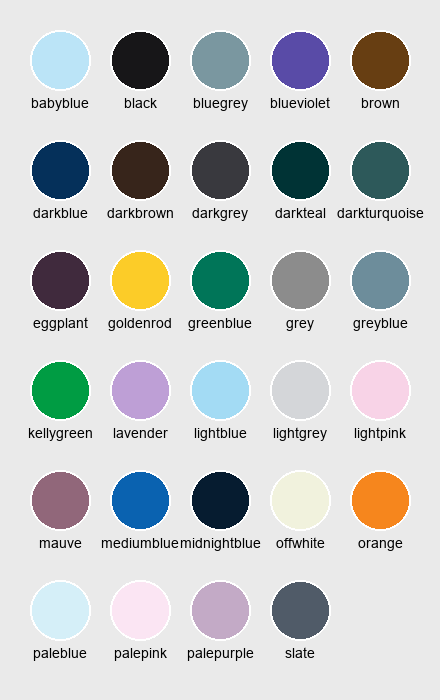 babyblue black bluegrey blueviolet brown
darkblue darkbrown darkgrey darkteal darkturquoise
eggplant goldenrod greenblue grey greyblue
kellygreen lavender lightblue lightgrey lightpink
mauve mediumblue midnightblue offwhite orange
paleblue palepink palepurple slate